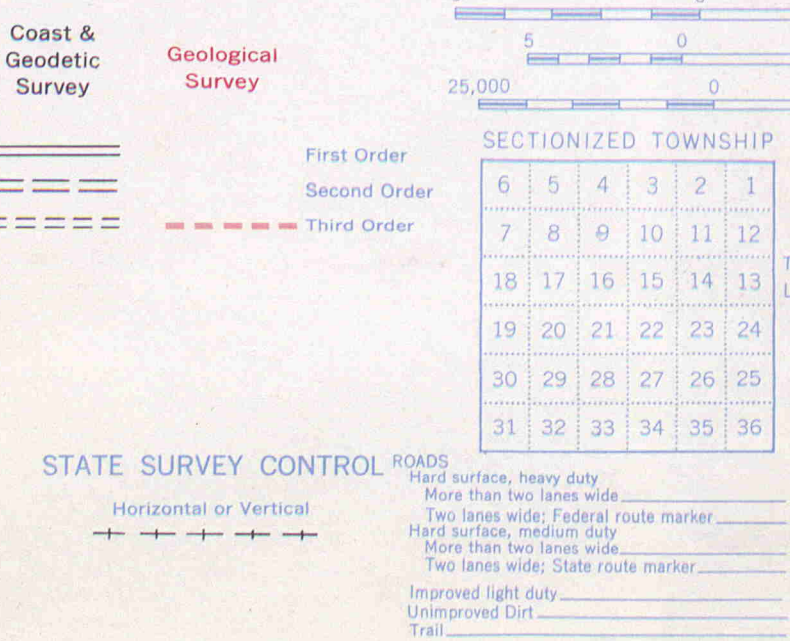 Coast &
Geodetic
Survey
Geological
Survey
First Order
Second Order
Third Order
5 0
25,000 0
SECTIONIZED TOWNSHIP
6 5 4 3 2 1
7 8 9 10 11 12
18 17 16 15 14 13
19 20 21 22 23 24
30 29 28 27 26 25
31 32 33 34 35 36
STATE SURVEY CONTROL
Horizontal or Vertical
ROADS
Hard surface, heavy duty
More than two lanes wide
Two lanes wide; Federal route marker
Hard surface, medium duty
More than two lanes wide
Two lanes wide; State route marker
Improved light duty
Unimproved Dirt
Trail